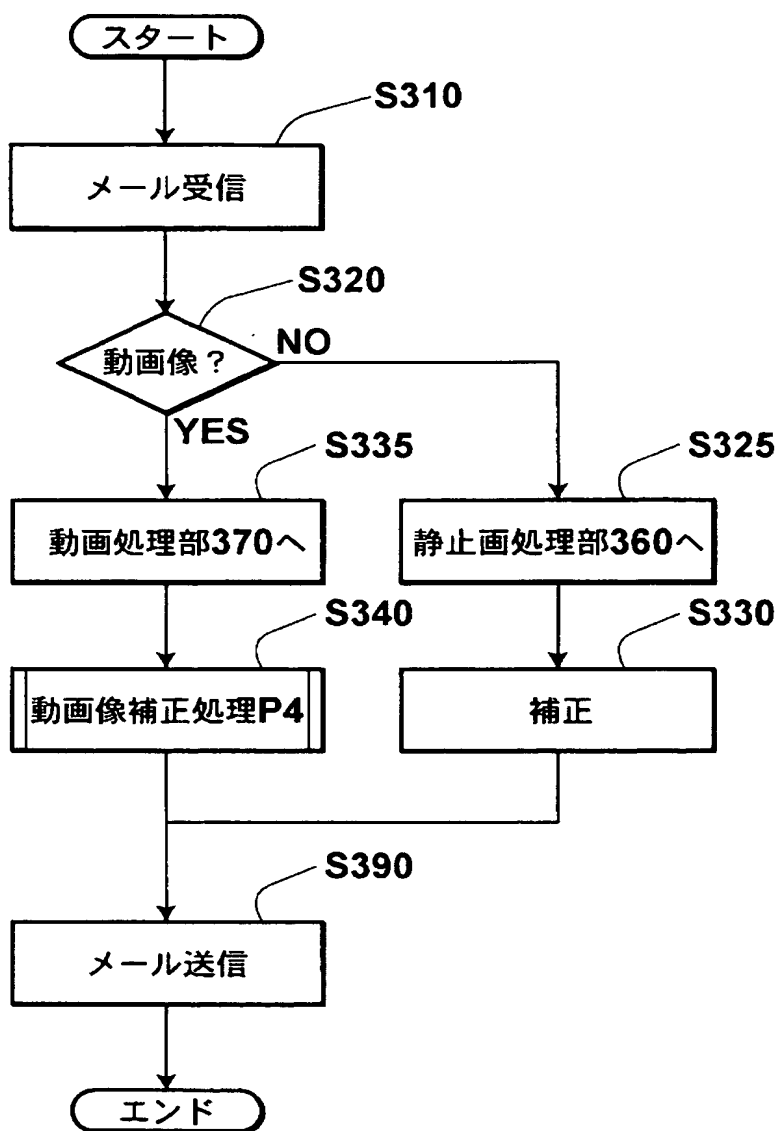 スタート
S310
メール受信
S320
動画像？
NO
YES
S335
S325
動画処理部370へ
静止画処理部360へ
S340
S330
動画像補正処理P4
補正
S390
メール送信
エンド